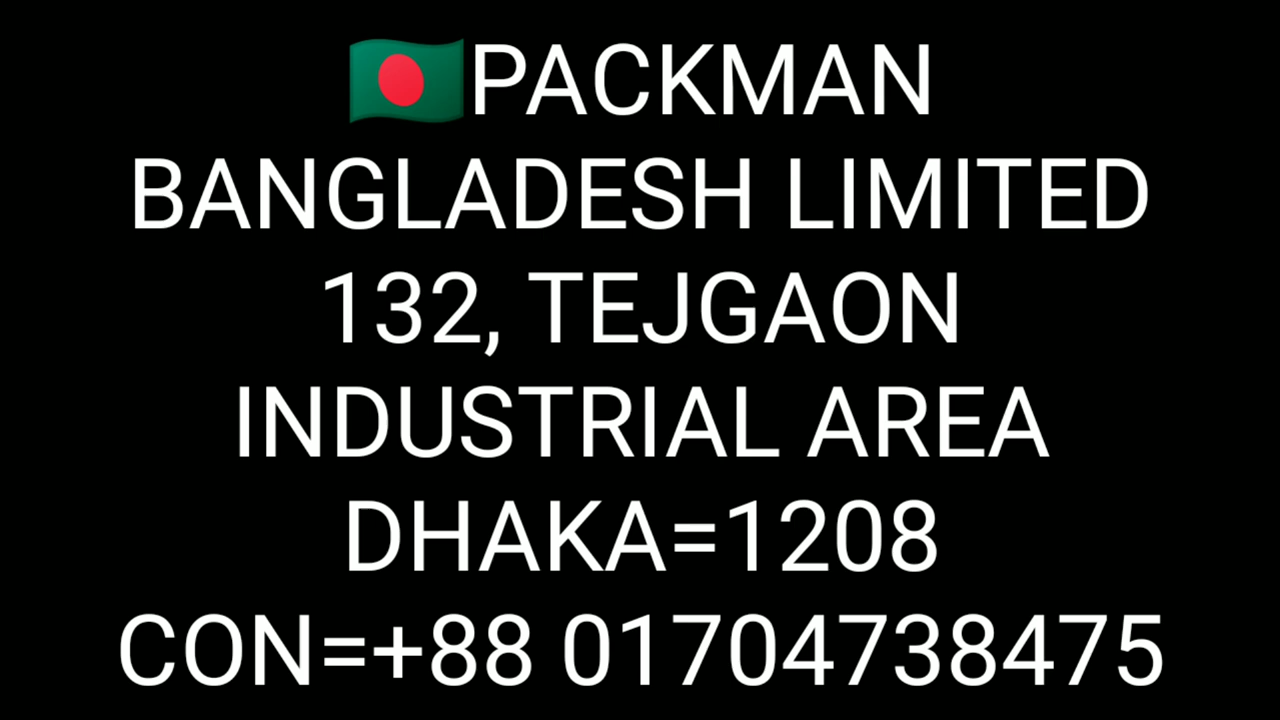 🇧🇩PACKMAN
BANGLADESH LIMITED
132, TEJGAON
INDUSTRIAL AREA
DHAKA=1208
CON=+88 01704738475